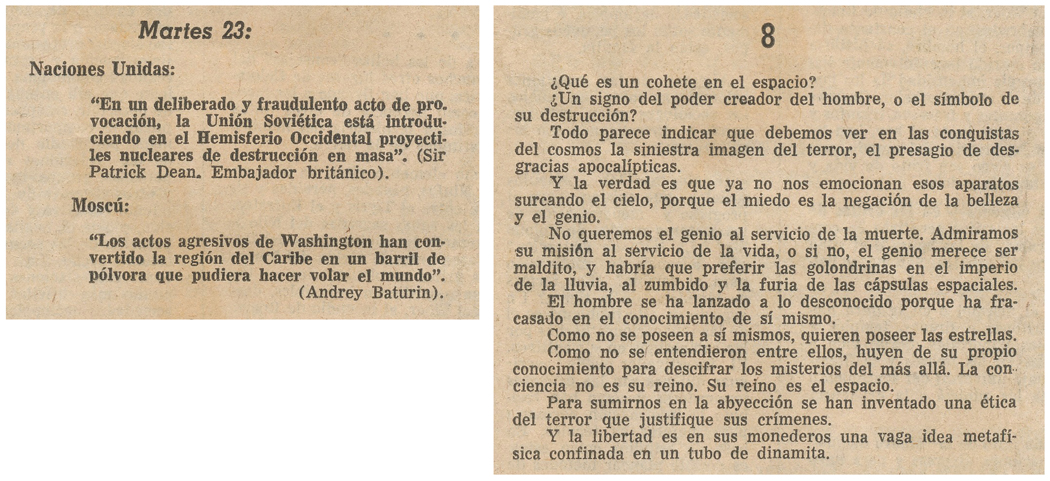 Martes 23:
Naciones Unidas:
“En un deliberado y fraudulento acto de pro.
vocación, la Unión Soviética está introdu-
ciendo en el Hemisferio Occidental proyecti-
les nucleares de destrucción en masa”. (Sir
Patrick Dean. Embajador británico).
Moscú:
“Los actos agresivos de Washington han con-
vertido la región del Caribe en un barril de
pólvora que pudiera hacer volar el mundo”.
(Andrey Baturin).
8
¿Qué es un cohete en el espacio?
¿Un signo del poder creador del hombre, o el símbolo de
su destrucción?
Todo parece indicar que debemos ver en las conquistas
del cosmos la siniestra imagen del terror, el presagio de des-
gracias apocalípticas.
Y la verdad es que ya no nos emocionan esos aparatos
surcando el cielo, porque el miedo es la negación de la belleza
y el genio.
No queremos el genio al servicio de la muerte. Admiramos
su misión al servicio de la vida, o si no, el genio merece ser
maldito, y habría que preferir las golondrinas en el imperio
de la lluvia, al zumbido y la furia de las cápsulas espaciales.
El hombre se ha lanzado a lo desconocido porque ha fra-
casado en el conocimiento de sí mismo.
Como no se poseen a sí mismos, quieren poseer las estrellas.
Como no se entendieron entre ellos, huyen de su propio
conocimiento para descifrar los misterios del más allá. La con-
ciencia no es su reino. Su reino es el espacio.
Para sumirnos en la abyección se han inventado una ética
del terror que justifique sus crímenes.
Y la libertad es en sus monederos una vaga idea metafí-
sica confinada en un tubo de dinamita.